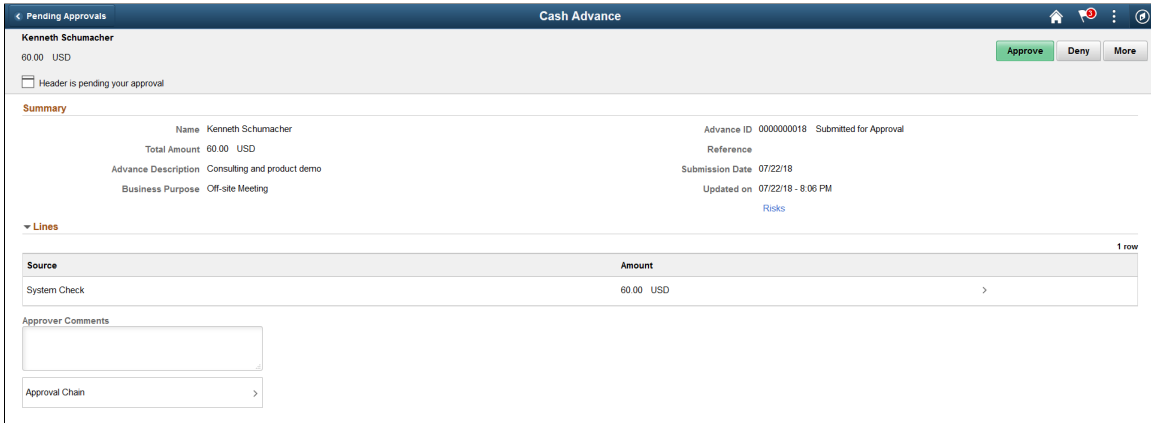 Pending Approvals
Cash Advance
3
Kenneth Schumacher
60.00 USD
Approve
Deny
More
Header is pending your approval
Summary
Name Kenneth Schumacher
Advance ID 0000000018 Submitted for Approval
Total Amount 60.00 USD
Reference
Advance Description Consulting and product demo
Submission Date 07/22/18
Business Purpose Off-site Meeting
Updated on 07/22/18 - 8:06 PM
Risks
Lines
1 row
Source Amount
System Check 60.00 USD
Approver Comments
Approval Chain